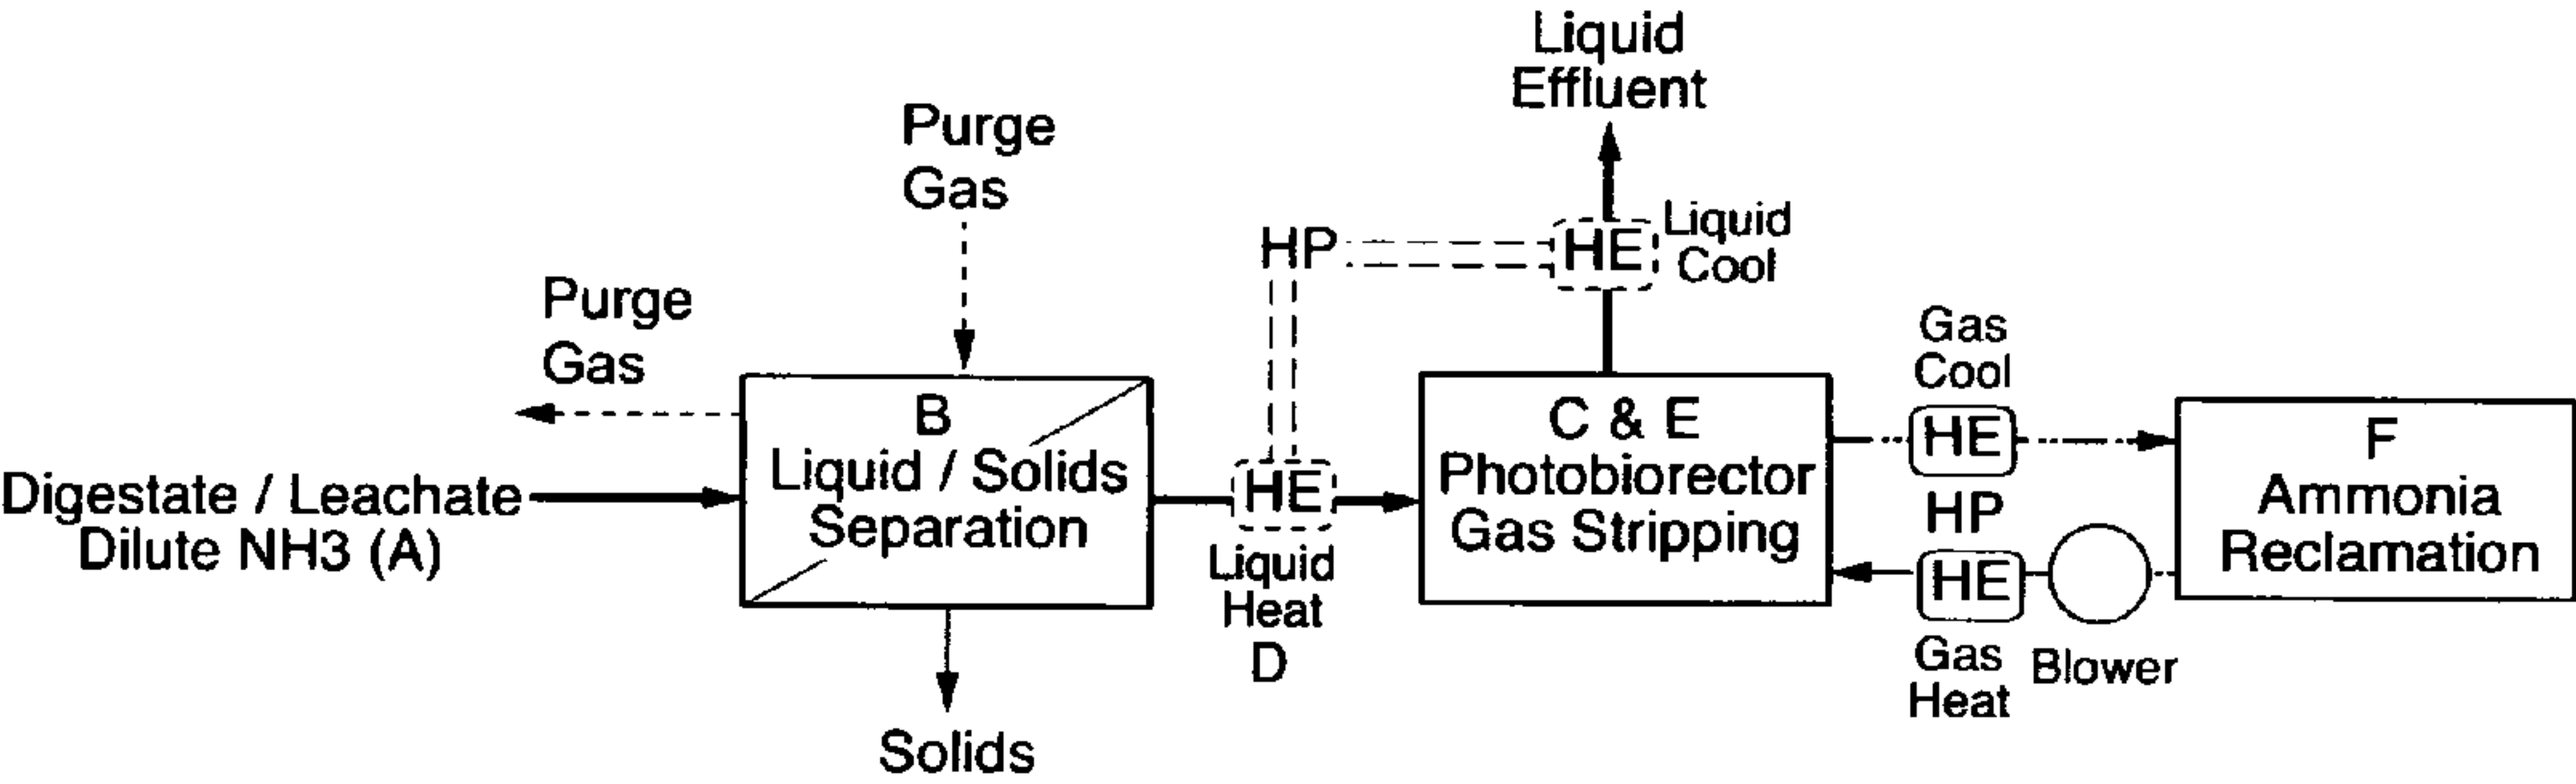 Liquid
Effluent
Purge
Gas
HP
HE
Liquid
Cool
Purge
Gas
Gas
Cool
B
Liquid / Solids
Separation
C & E
Photobiorector
Gas Stripping
HE
F
Ammonia
Reclamation
Digestate / Leachate
Dilute NH3 (A)
HE
Liquid
Heat
D
HP
HE
Gas
Heat
Blower
Solids